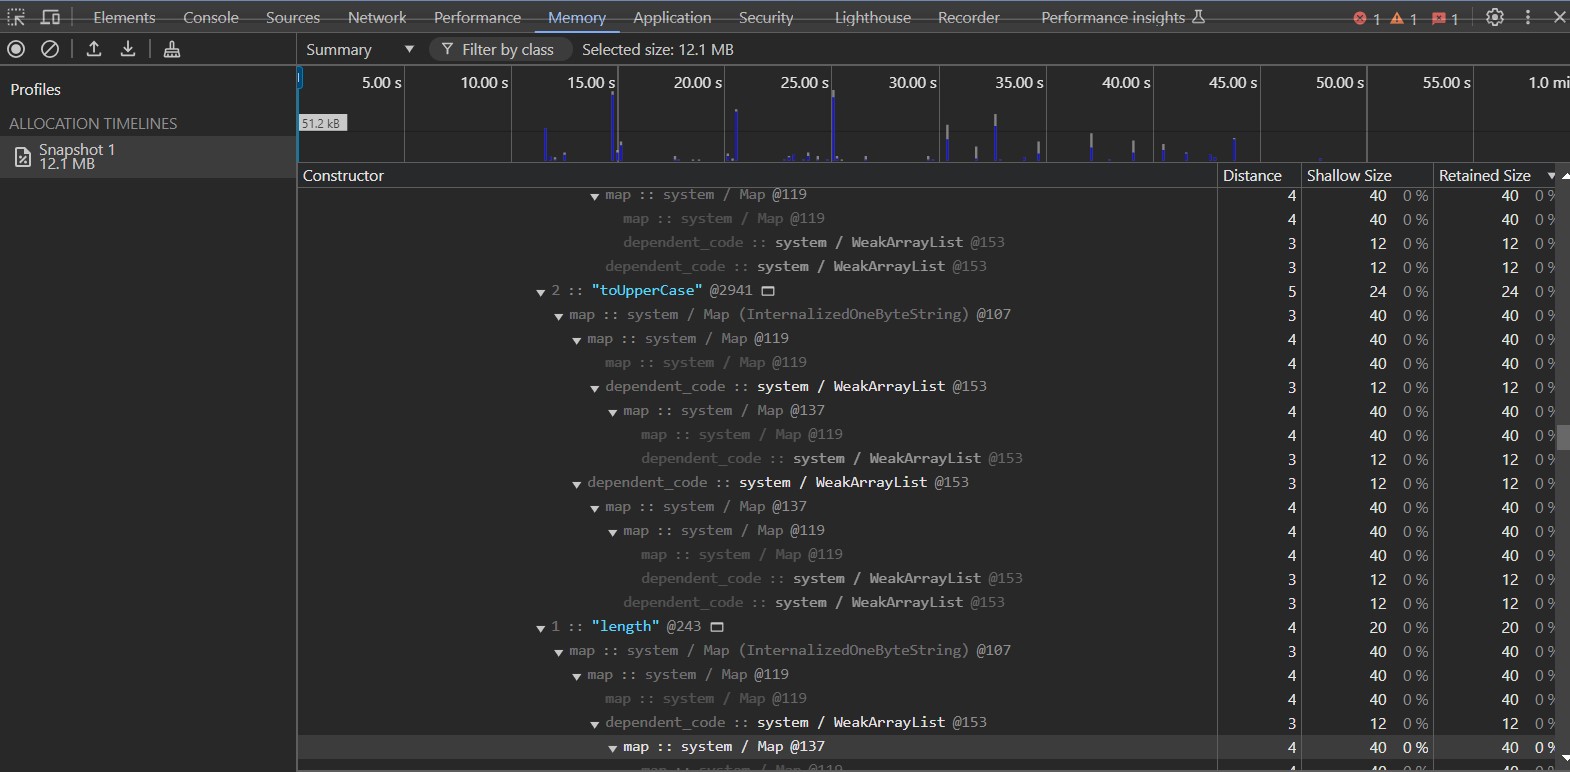 Elements Console Sources Network Performance Memory Application Security Lighthouse Recorder Performance insights 1 1 1
Summary Filter by class Selected size: 12.1 MB
Profiles
ALLOCATION TIMELINES
Snapshot 1
12.1 MB
5.00 s 10.00 s 15.00 s 20.00 s 25.00 s 30.00 s 35.00 s 40.00 s 45.00 s 50.00 s 55.00 s 1.0 mi
51.2 kB
Constructor Distance Shallow Size Retained Size
map :: system / Map @119 4 40 0 % 40 0 %
map :: system / Map @119 4 40 0 % 40 0 %
dependent_code :: system / WeakArrayList @153 3 12 0 % 12 0 %
dependent_code :: system / WeakArrayList @153 3 12 0 % 12 0 %
2 :: "toUpperCase" @2941 5 24 0 % 24 0 %
map :: system / Map (InternalizedOneByteString) @107 3 40 0 % 40 0 %
map :: system / Map @119 4 40 0 % 40 0 %
map :: system / Map @119 4 40 0 % 40 0 %
dependent_code :: system / WeakArrayList @153 3 12 0 % 12 0 %
map :: system / Map @137 4 40 0 % 40 0 %
map :: system / Map @119 4 40 0 % 40 0 %
dependent_code :: system / WeakArrayList @153 3 12 0 % 12 0 %
dependent_code :: system / WeakArrayList @153 3 12 0 % 12 0 %
map :: system / Map @137 4 40 0 % 40 0 %
map :: system / Map @119 4 40 0 % 40 0 %
map :: system / Map @119 4 40 0 % 40 0 %
dependent_code :: system / WeakArrayList @153 3 12 0 % 12 0 %
dependent_code :: system / WeakArrayList @153 3 12 0 % 12 0 %
1 :: "length" @243 4 20 0 % 20 0 %
map :: system / Map (InternalizedOneByteString) @107 3 40 0 % 40 0 %
map :: system / Map @119 4 40 0 % 40 0 %
map :: system / Map @119 4 40 0 % 40 0 %
dependent_code :: system / WeakArrayList @153 3 12 0 % 12 0 %
map :: system / Map @137 4 40 0 % 40 0 %